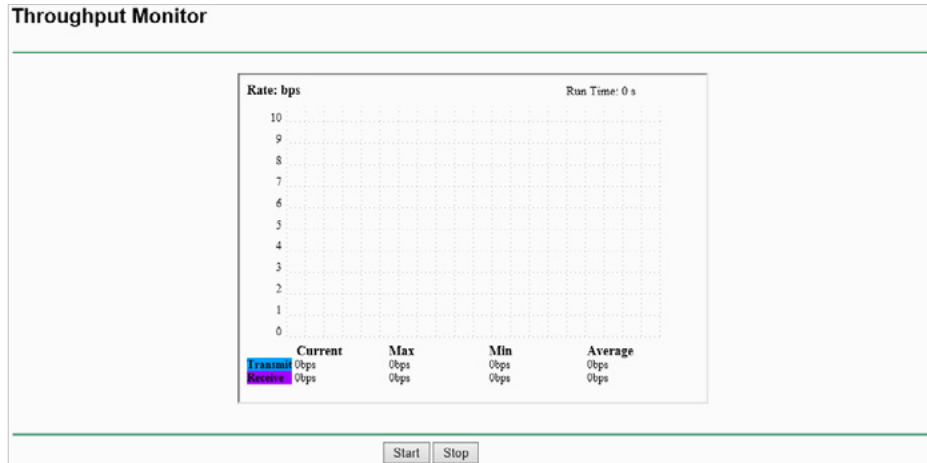 Throughput Monitor
Rate: bps Run Time: 0 s
10
9
8
7
6
5
4
3
2
1
0
Current Max Min Average
Transmit 0bps 0bps 0bps 0bps
Receive 0bps 0bps 0bps 0bps
Start Stop